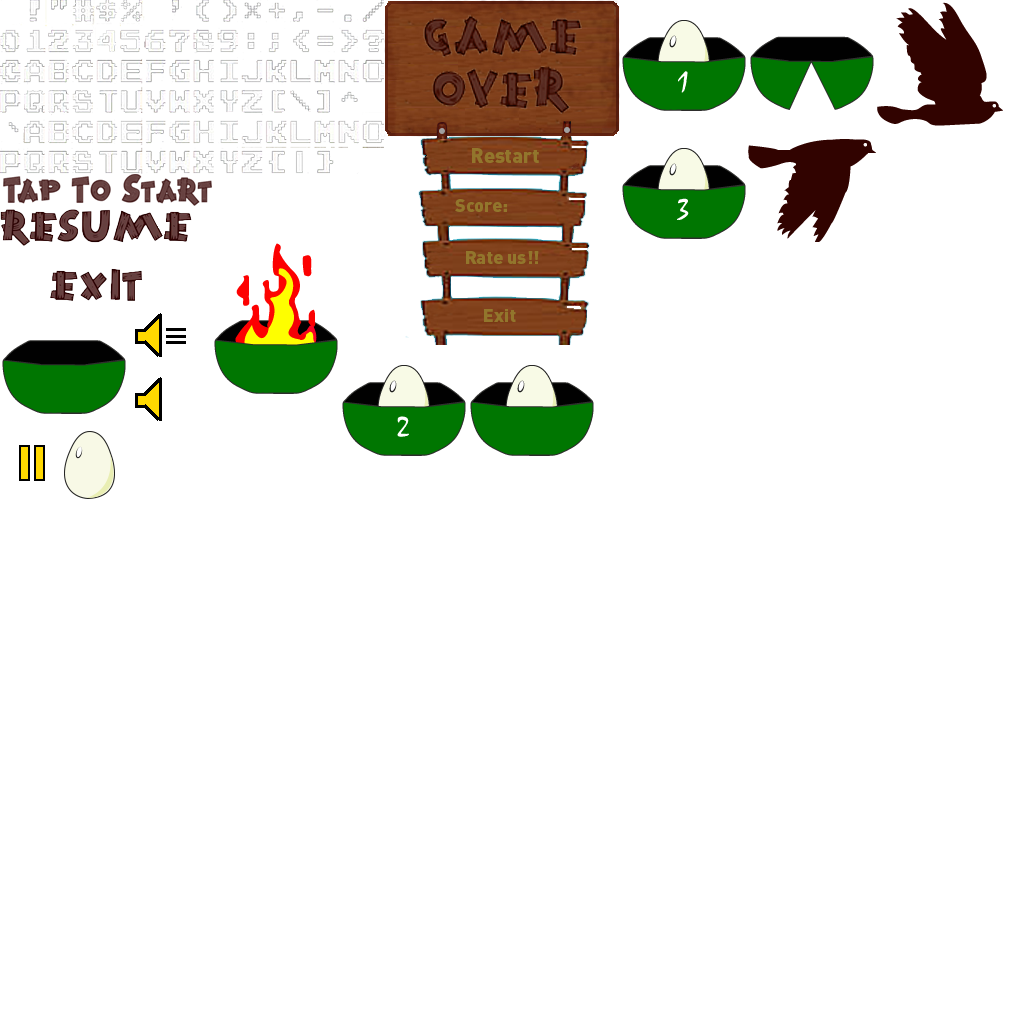 !"#$%'()*+,-./
0123456789:;<=>?
@ABCDEFGHIJKLMNO
PQRSTUVWXYZ[\]^
`ABCDEFGHIJKLMNO
PQRSTUVWXYZ{|}
TAP TO START
RESUME
EXIT
GAME
OVER
Restart
Score:
Rate us!!
Exit
1
3
2